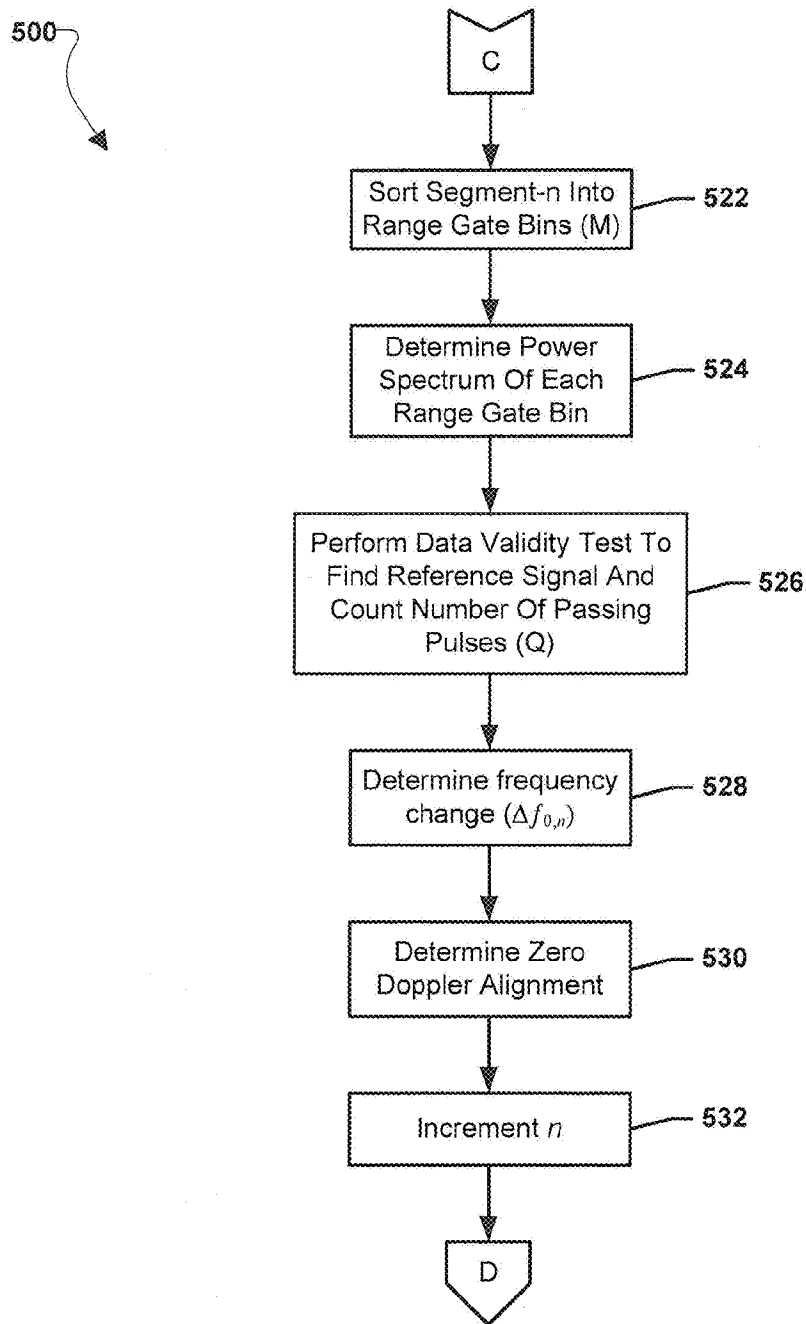 500
C
Sort Segment-n Into
Range Gate Bins (M)
522
Determine Power
Spectrum Of Each
Range Gate Bin
524
Perform Data Validity Test To
Find Reference Signal And
Count Number Of Passing
Pulses (Q)
526
Determine frequency
change (Δf₀,ₙ)
528
Determine Zero
Doppler Alignment
530
Increment n
532
D